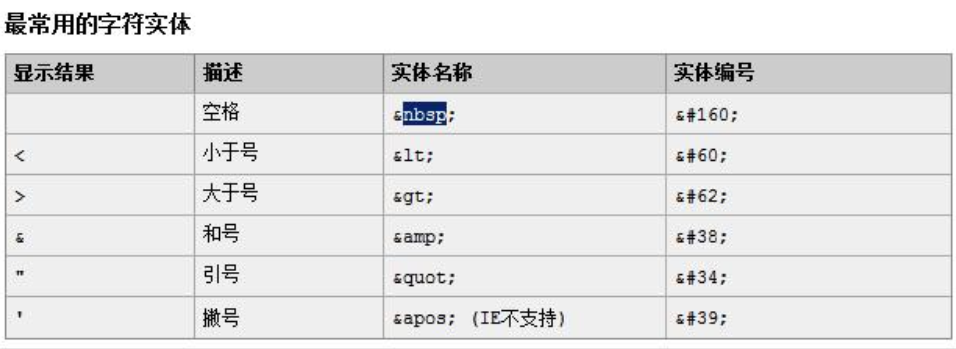 最常用的字符实体
显示结果 描述 实体名称 实体编号
空格 &nbsp; &#160;
< 小于号 &lt; &#60;
> 大于号 &gt; &#62;
& 和号 &amp; &#38;
" 引号 &quot; &#34;
' 撇号 &apos; (IE不支持) &#39;